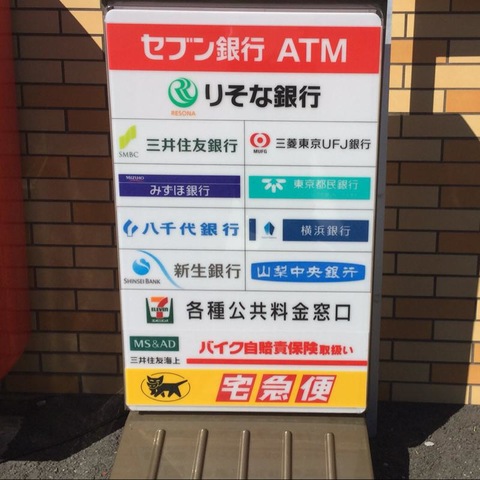 セブン銀行 ATM
RESONA りそな銀行
SMBC 三井住友銀行
MUFG 三菱東京UFJ銀行
MIZUHO みずほ銀行
東京都民銀行
八千代銀行
横浜銀行
SHINSEI BANK 新生銀行
山梨中央銀行
7 ELEVEN 各種公共料金窓口
MS&AD 三井住友海上
バイク自賠責保険取扱い
宅急便